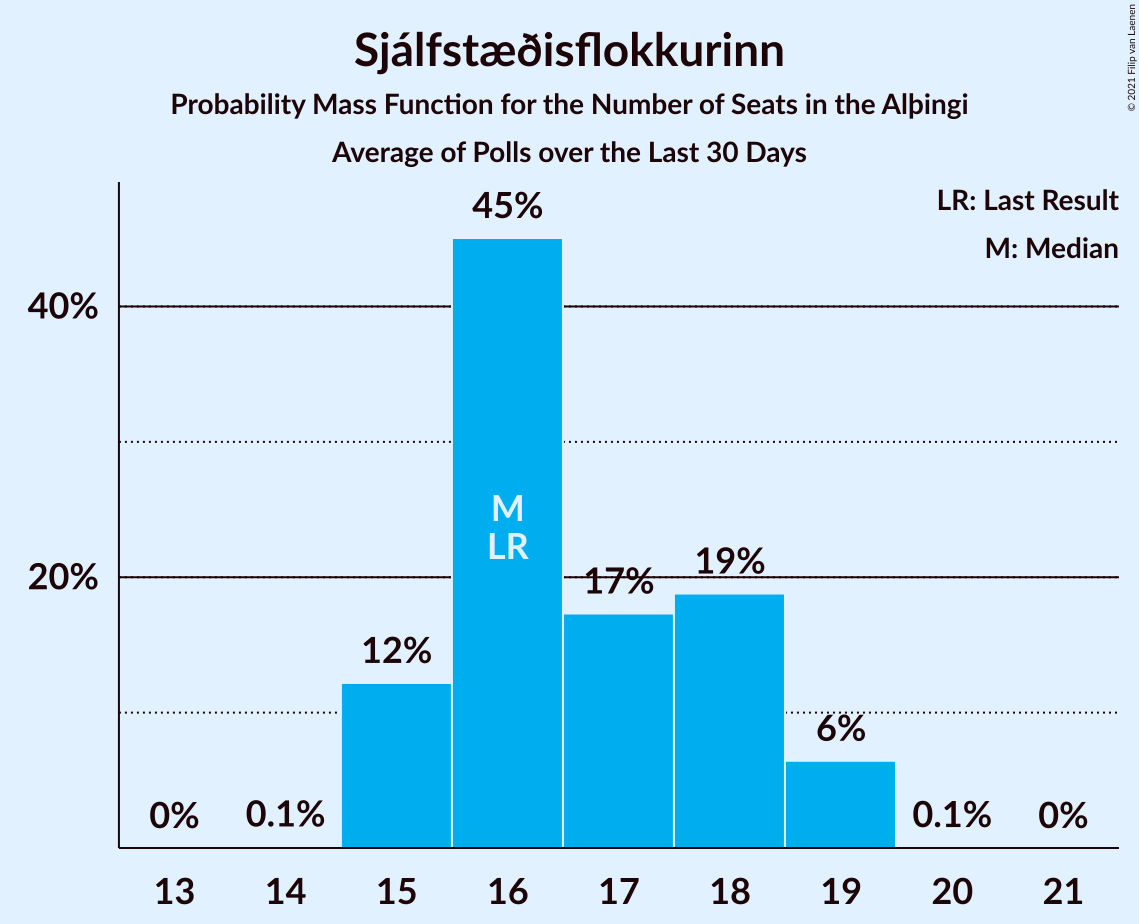 Sjálfstæðisflokkurinn
Probability Mass Function for the Number of Seats in the Alþingi
Average of Polls over the Last 30 Days
© 2021 Filip van Laenen
LR: Last Result
M: Median
45%
40%
M
LR
20%
17%
19%
12%
6%
0%
0.1%
0.1%
0%
13 14 15 16 17 18 19 20 21